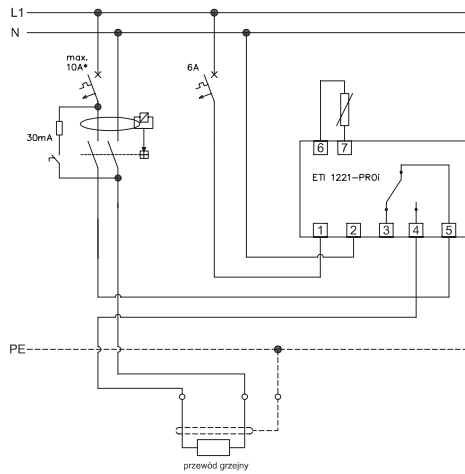 L1
N
max.
10A*
6A
30mA
6 7
ETI 1221-PROi
1 2 3 4 5
PE
przewód grzejny